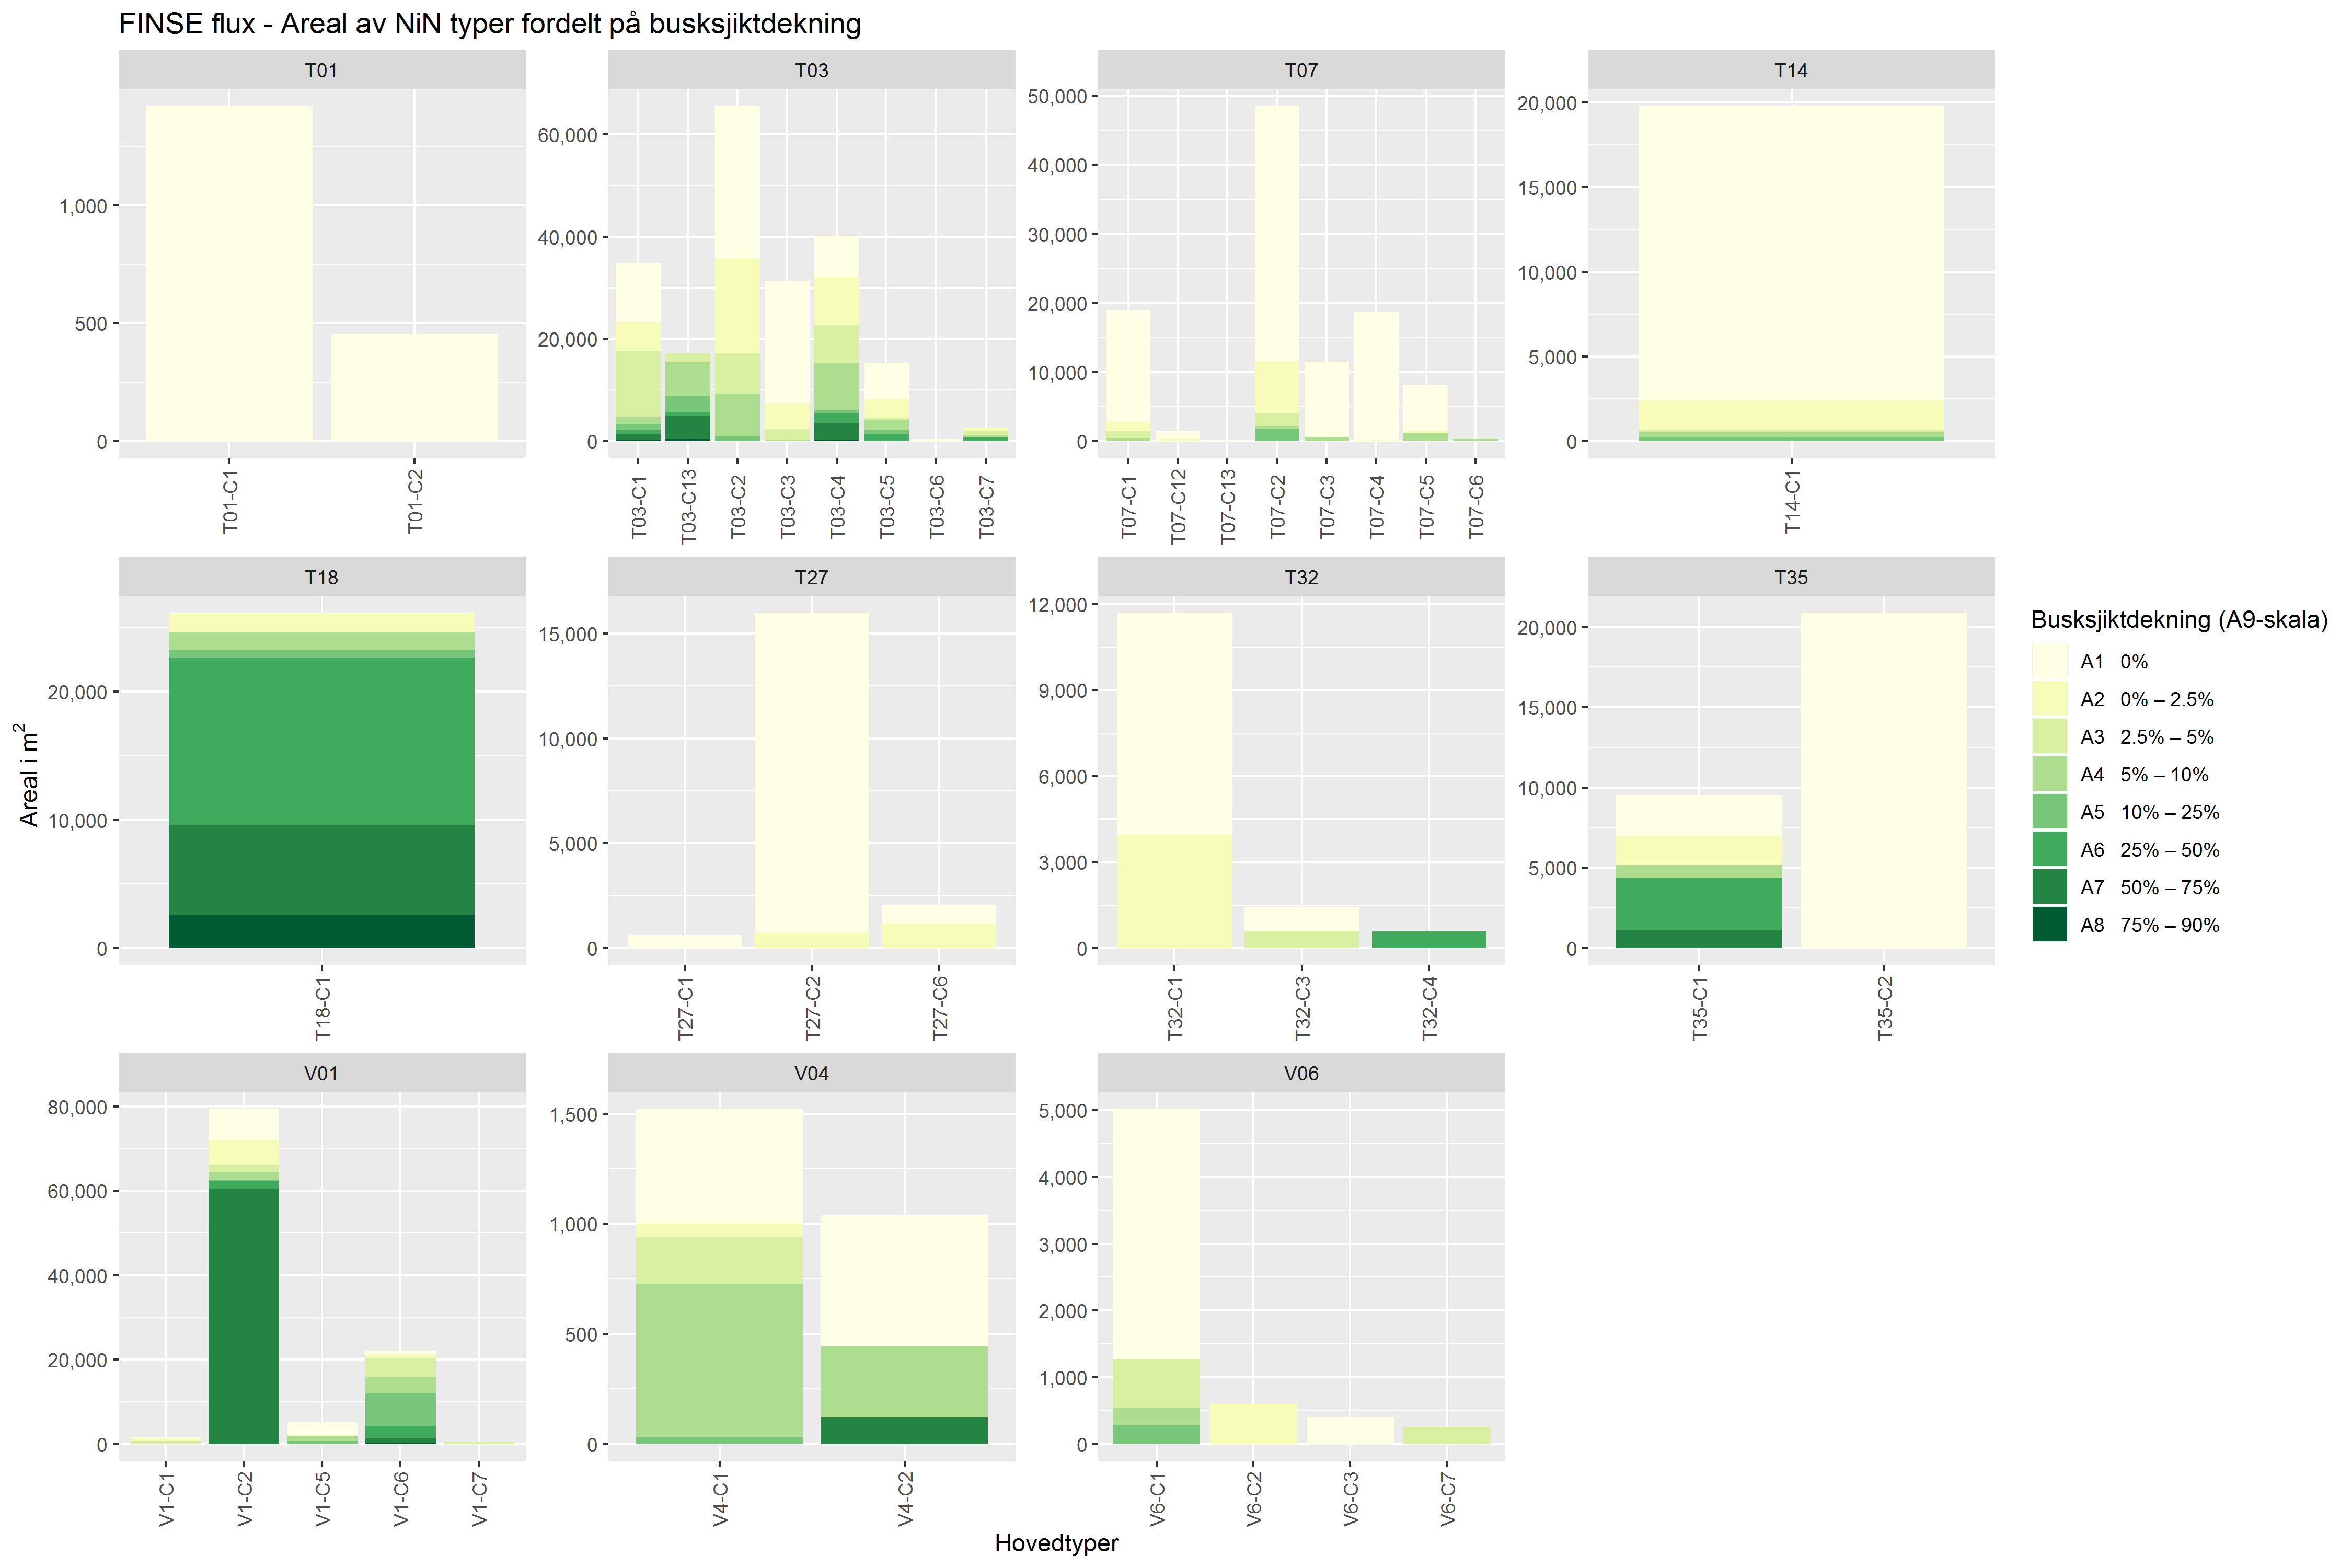 FINSE flux - Areal av NiN typer fordelt på busksjiktdekning
T01
T03
T07
T14
1,000
500
0
60,000
40,000
20,000
0
50,000
40,000
30,000
20,000
10,000
0
20,000
15,000
10,000
5,000
0
T01-C1
T01-C2
T03-C1
T03-C13
T03-C2
T03-C3
T03-C4
T03-C5
T03-C6
T03-C7
T07-C1
T07-C12
T07-C13
T07-C2
T07-C3
T07-C4
T07-C5
T07-C6
T14-C1
T18
T27
T32
T35
Areal i m²
20,000
10,000
0
15,000
10,000
5,000
0
12,000
9,000
6,000
3,000
0
20,000
15,000
10,000
5,000
0
T18-C1
T27-C1
T27-C2
T27-C6
T32-C1
T32-C3
T32-C4
T35-C1
T35-C2
Busksjiktdekning (A9-skala)
A1 0%
A2 0% – 2.5%
A3 2.5% – 5%
A4 5% – 10%
A5 10% – 25%
A6 25% – 50%
A7 50% – 75%
A8 75% – 90%
V01
V04
V06
80,000
60,000
40,000
20,000
0
1,500
1,000
500
0
5,000
4,000
3,000
2,000
1,000
0
V1-C1
V1-C2
V1-C5
V1-C6
V1-C7
V4-C1
V4-C2
V6-C1
V6-C2
V6-C3
V6-C7
Hovedtyper